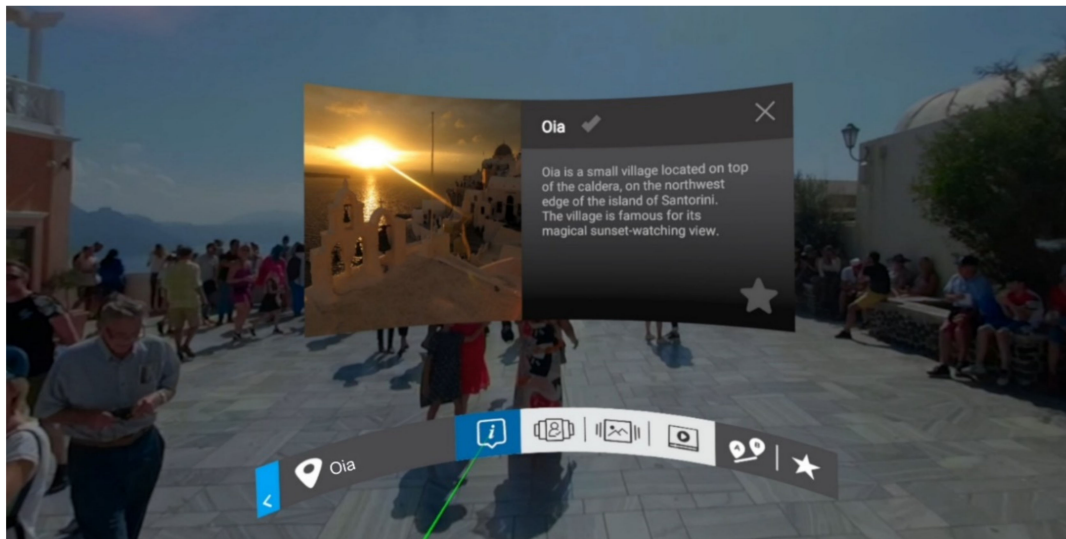 Oia
Oia is a small village located on top
of the caldera, on the northwest
edge of the island of Santorini.
The village is famous for its
magical sunset-watching view.
Oia